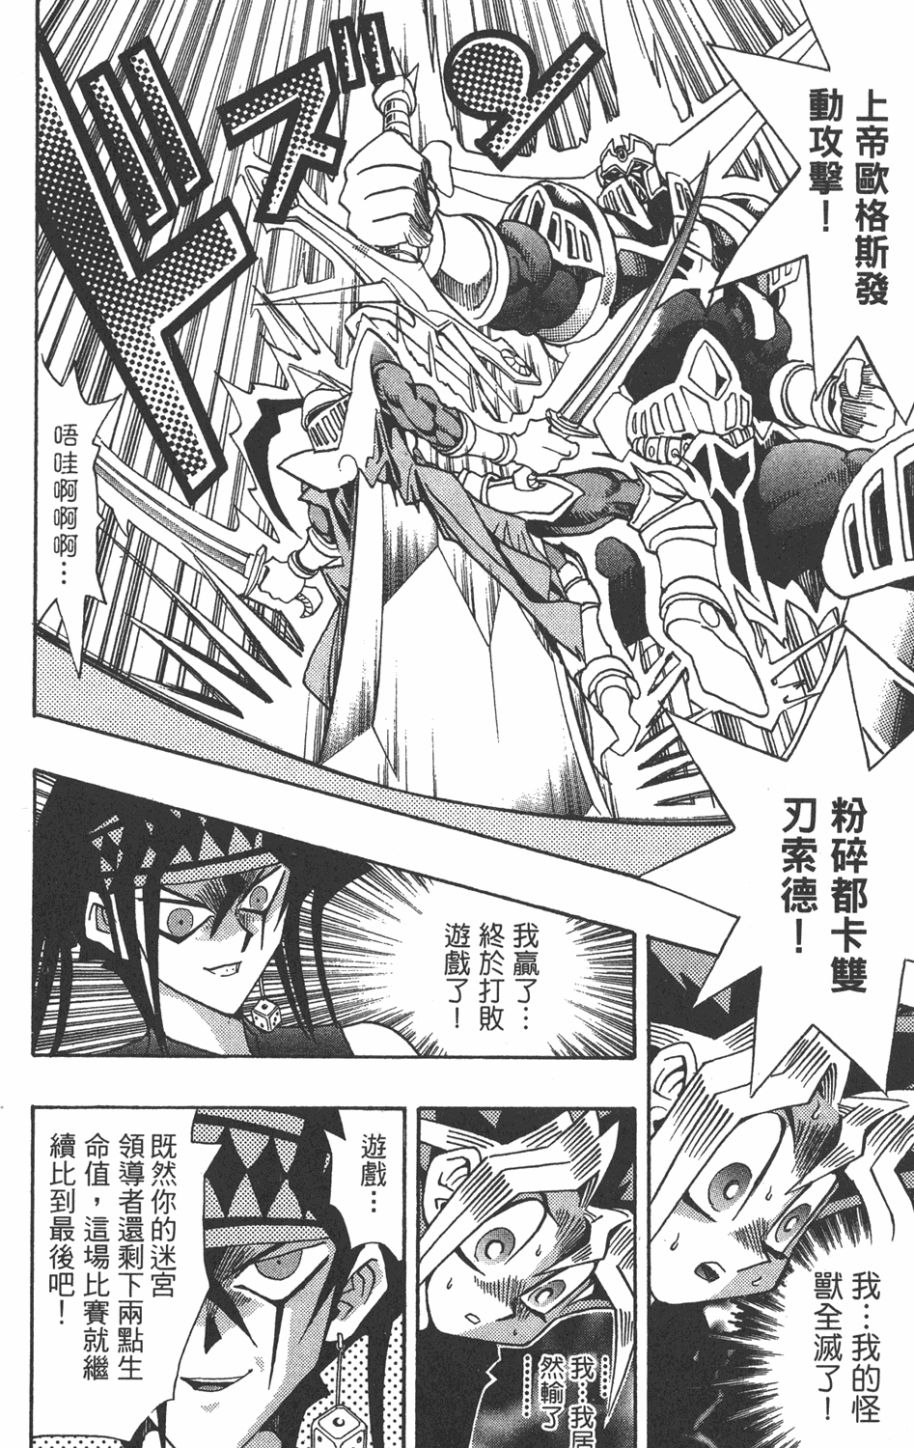 上帝歐格斯發
動攻擊！
ドドズン
唔哇啊啊啊…
粉碎都卡雙
刃索德！
我…我的怪
獸全滅了！
我贏了…
終於打敗
遊戲了！
……
我…我居
然輸了
………
遊戲…
既然你的迷宮
領導者還剩下兩點生
命值，這場比賽就繼
續比到最後吧！